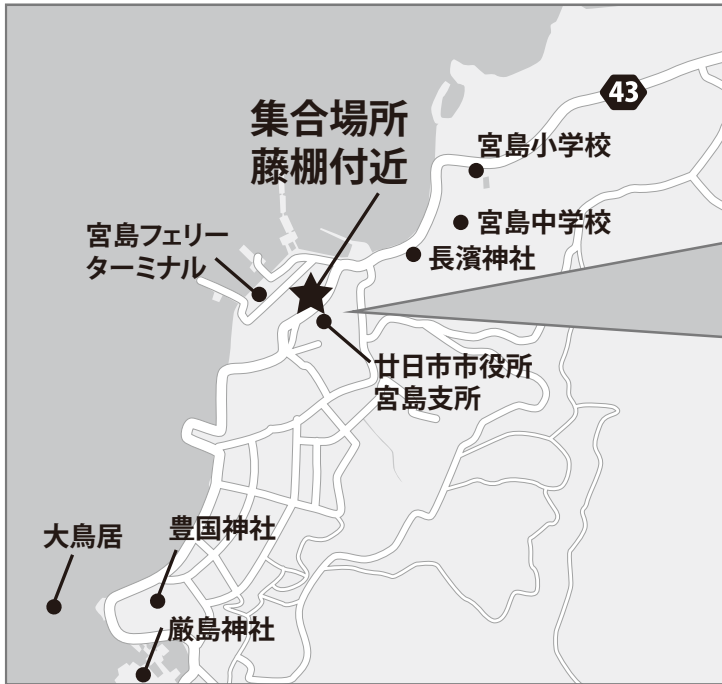 43
集合場所
藤棚付近
宮島小学校
宮島中学校
宮島フェリー
ターミナル
長濱神社
廿日市市役所
宮島支所
大鳥居
豊国神社
厳島神社